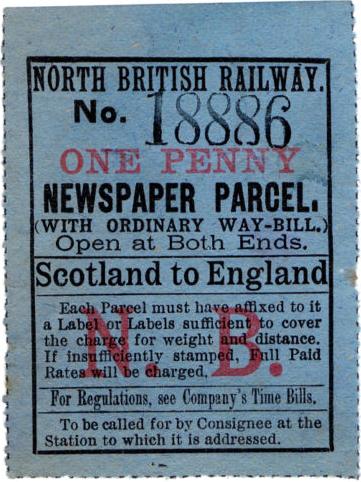 NORTH BRITISH RAILWAY.
No. 18886
ONE PENNY
NEWSPAPER PARCEL.
(WITH ORDINARY WAY-BILL.)
Open at Both Ends.
Scotland to England
Each Parcel must have affixed to it
a Label or Labels sufficient to cover
the charge for weight and distance.
If insufficiently stamped, Full Paid
Rates will be charged.
N. B.
For Regulations, see Company's Time Bills.
To be called for by Consignee at the
Station to which it is addressed.